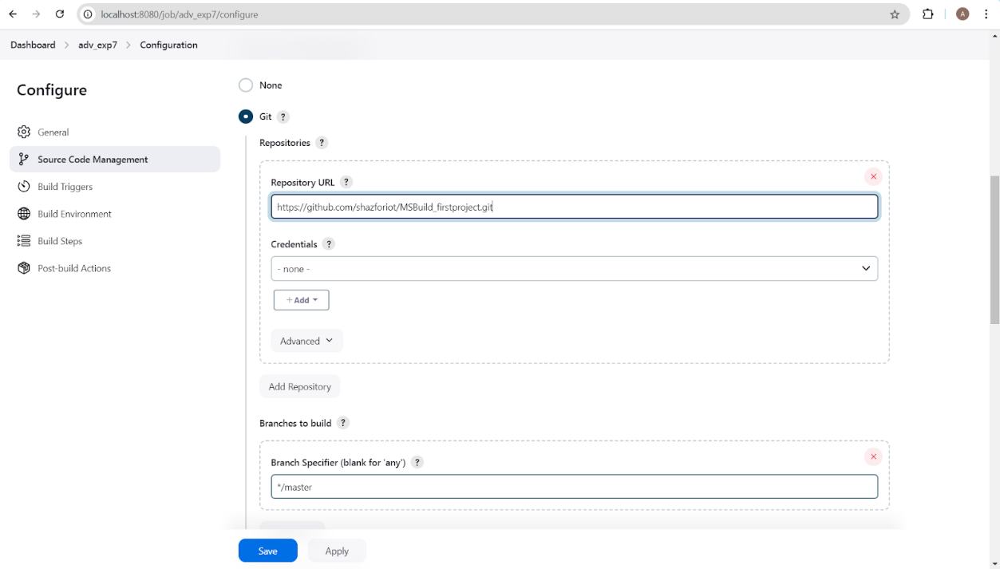 localhost:8080/job/adv_exp7/configure
A
Dashboard > adv_exp7 > Configuration
Configure
General
Source Code Management
Build Triggers
Build Environment
Build Steps
Post-build Actions
None
Git ?
Repositories ?
Repository URL ?
https://github.com/shazforiot/MSBuild_firstproject.git
Credentials ?
- none -
+ Add
Advanced
Add Repository
Branches to build ?
Branch Specifier (blank for 'any') ?
*/master
Save
Apply